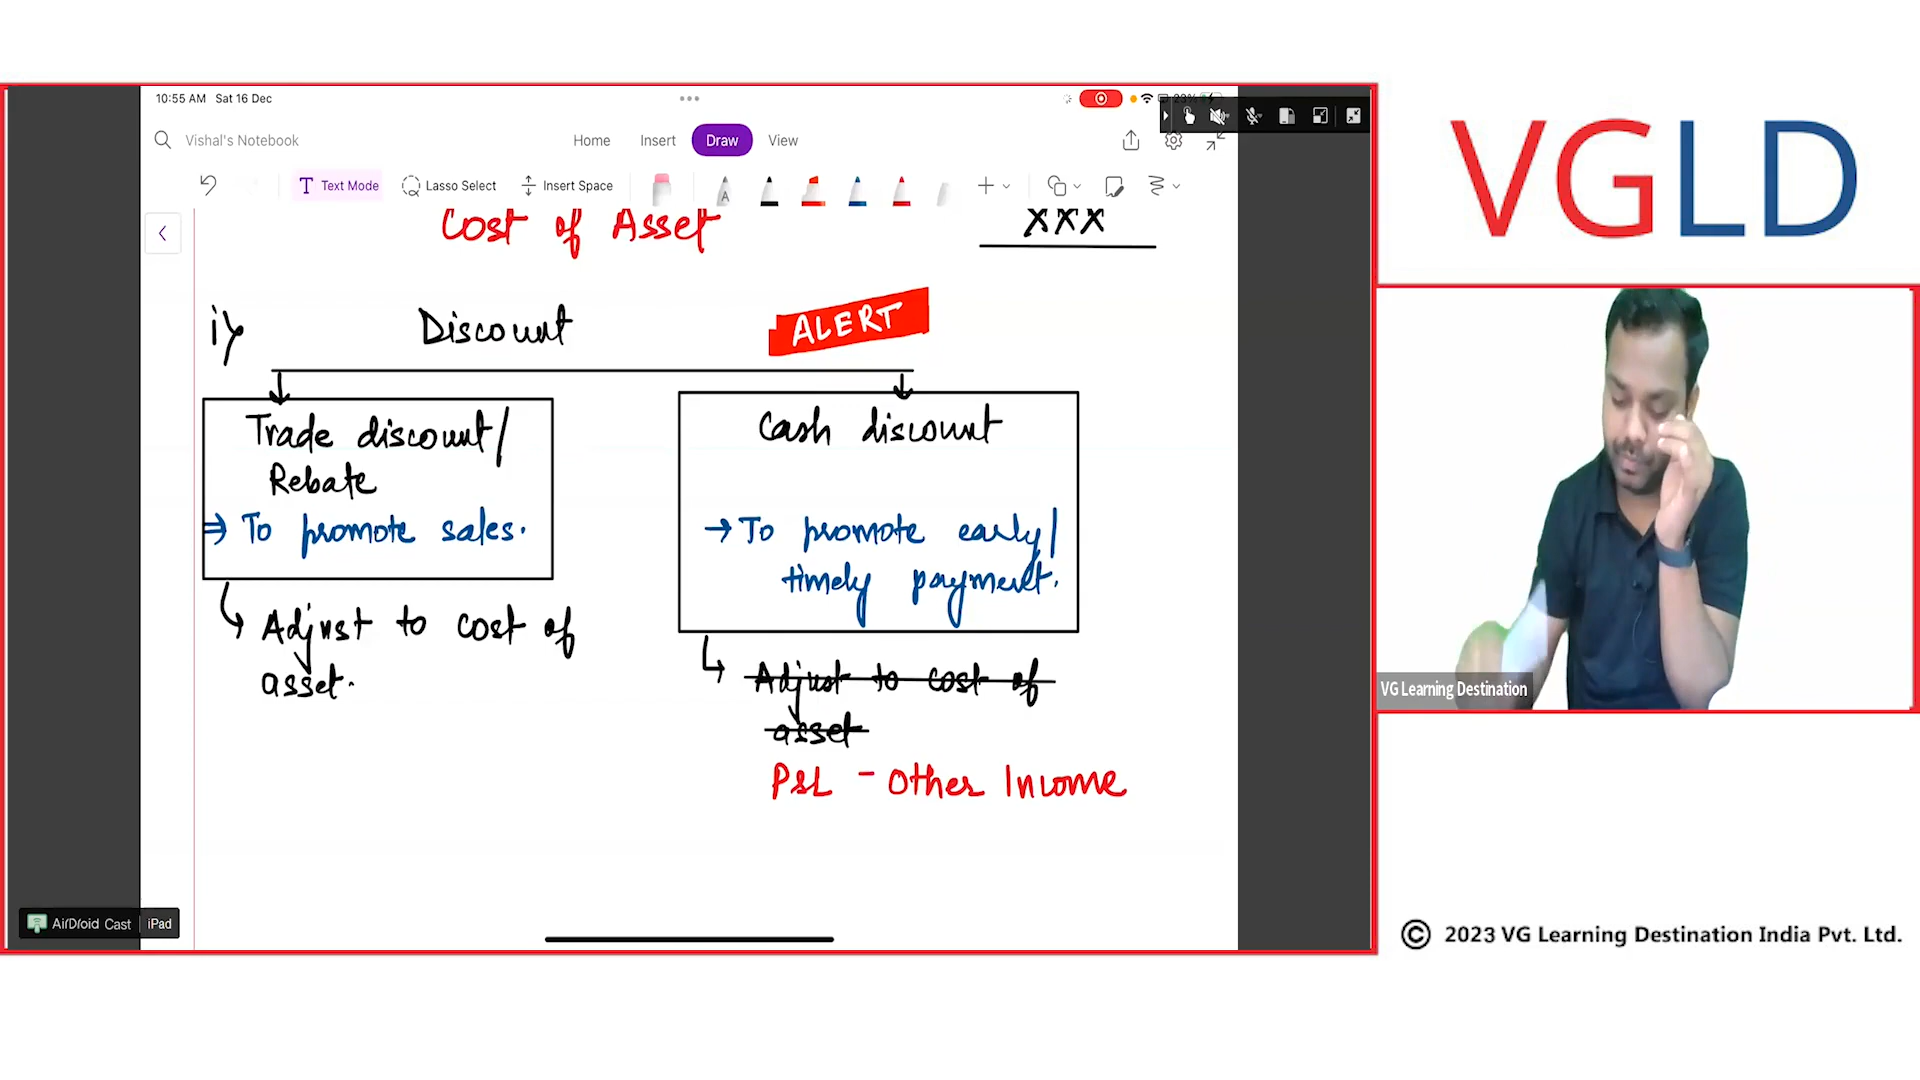 10:55 AM Sat 16 Dec
23%
Vishal's Notebook
Home Insert Draw View
Text Mode Lasso Select Insert Space
Cost of Asset XXX
VGLD
i) Discount ALERT
Trade discount/
Rebate
⇒ To promote sales.
↳ Adjust to cost of
asset.
Cash discount
→ To promote early/
timely payment.
↳ Adjust to cost of
asset
P&L - Other Income
VG Learning Destination
AirDroid Cast iPad
© 2023 VG Learning Destination India Pvt. Ltd.